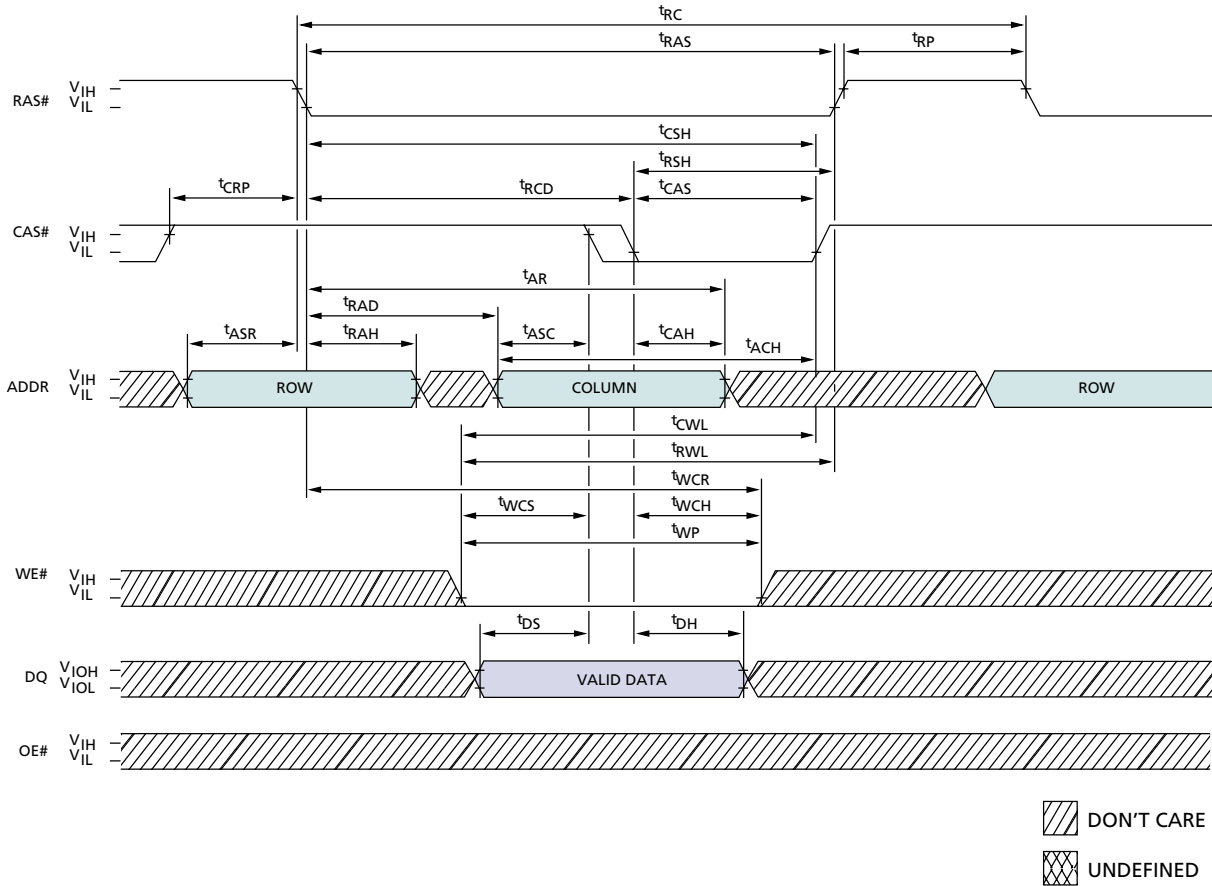 tRC
tRAS
tRP
RAS#
VIH
VIL
tCSH
tRSH
tCRP
tRCD
tCAS
CAS#
VIH
VIL
tAR
tRAD
tASR
tRAH
tASC
tCAH
tACH
ADDR
VIH
VIL
ROW
COLUMN
ROW
tCWL
tRWL
tWCR
tWCS
tWCH
tWP
WE#
VIH
VIL
tDS
tDH
DQ
VIOH
VIOL
VALID DATA
OE#
VIH
VIL
DON'T CARE
UNDEFINED